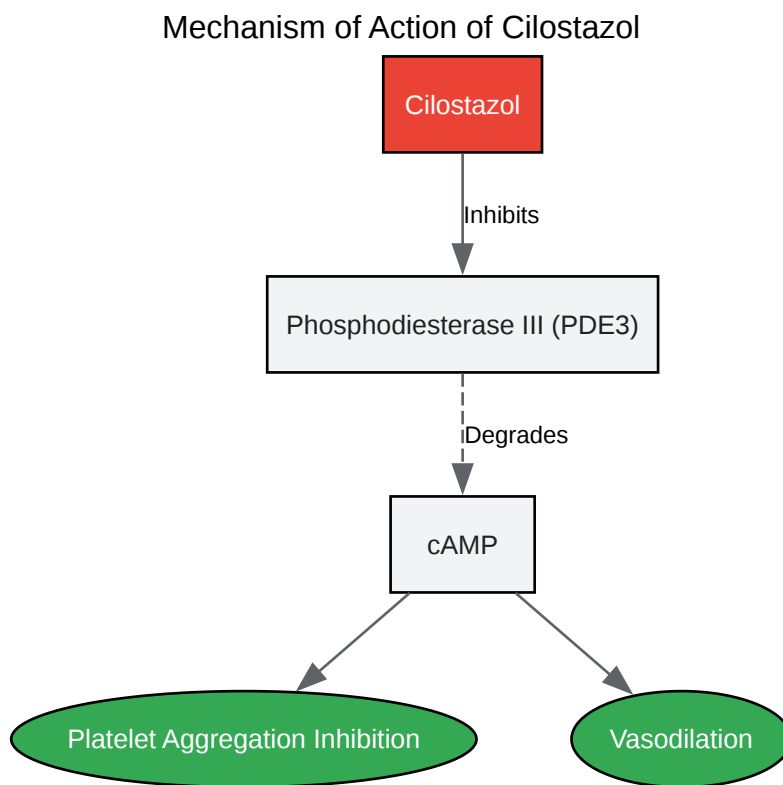 Mechanism of Action of Cilostazol
Cilostazol
Inhibits
Phosphodiesterase III (PDE3)
Degrades
cAMP
Platelet Aggregation Inhibition
Vasodilation